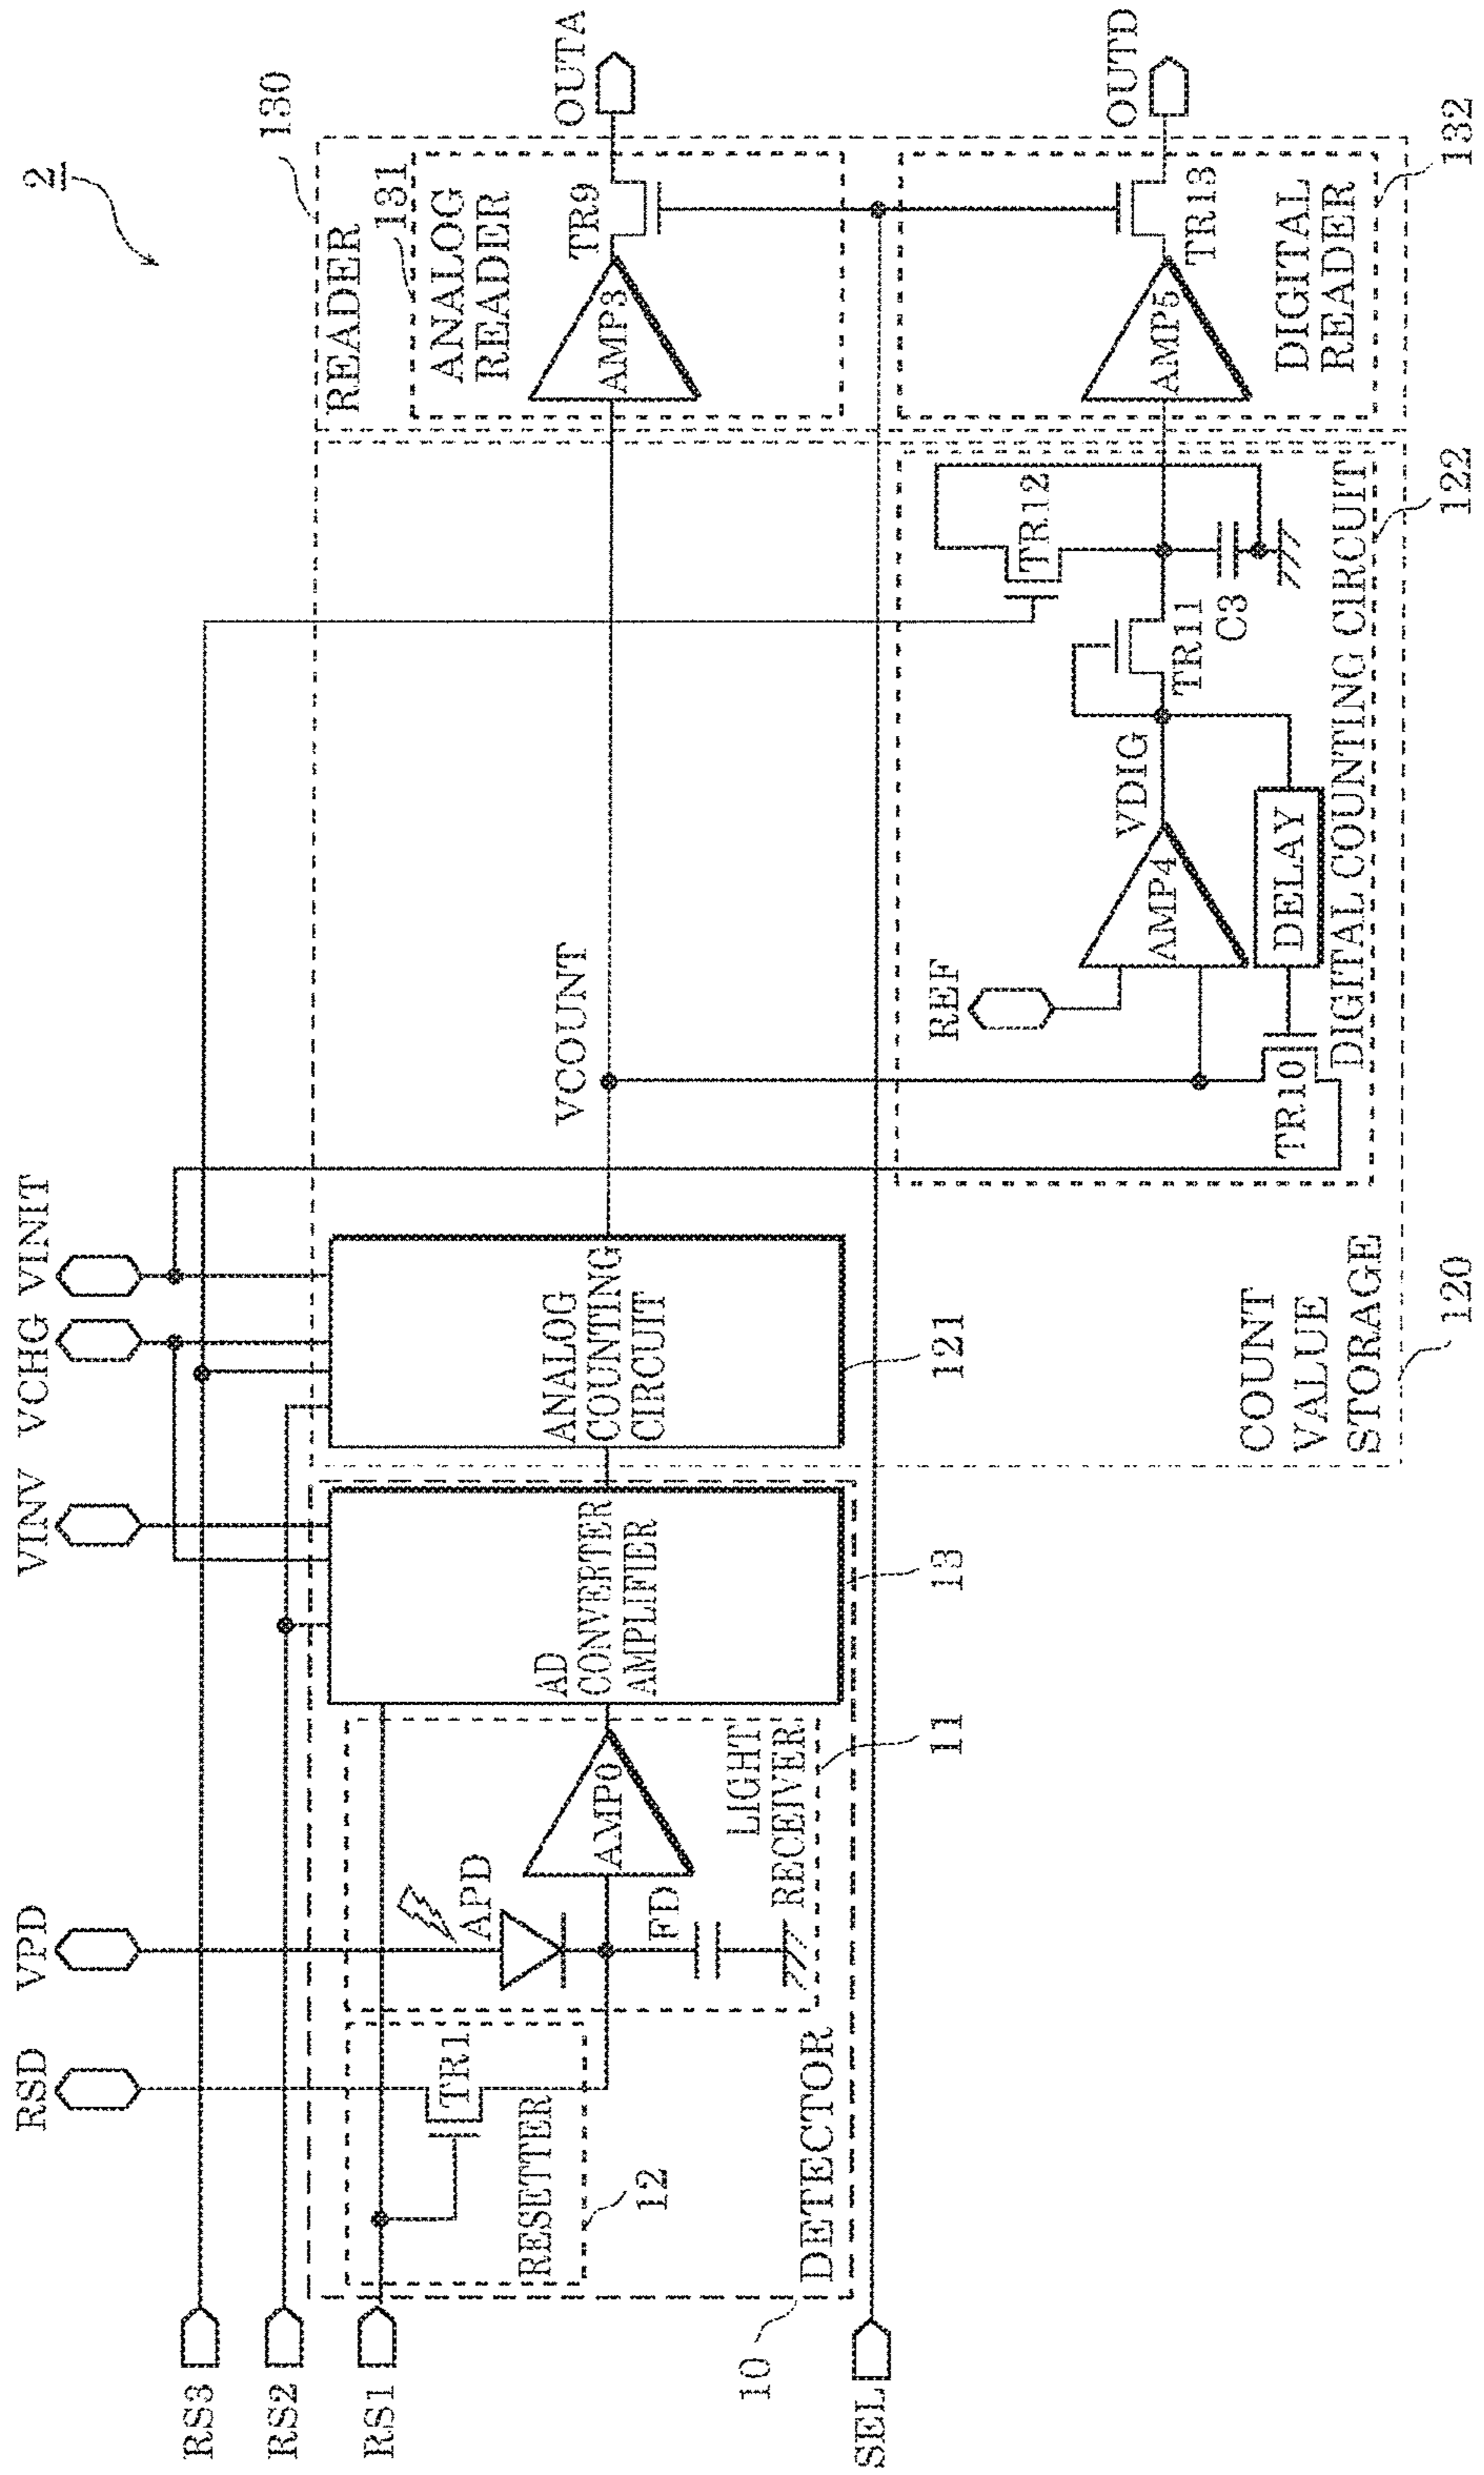 2
RSD
VPD
VINV
VCHG
VINIT
RS3
RS2
RS1
SEL
130
READER
131
ANALOG
READER
TR9
AMP3
OUTA
VCOUNT
ANALOG
COUNTING
CIRCUIT
121
AD
CONVERTER
AMPLIFIER
13
APD
AMP0
FD
LIGHT
RECEIVER
11
TR1
RESETTER
12
DETECTOR
10
REF
AMP4
VDIG
DELAY
TR10
TR11
TR12
C3
DIGITAL COUNTING CIRCUIT
122
COUNT
VALUE
STORAGE
120
AMP5
TR13
DIGITAL
READER
132
OUTD